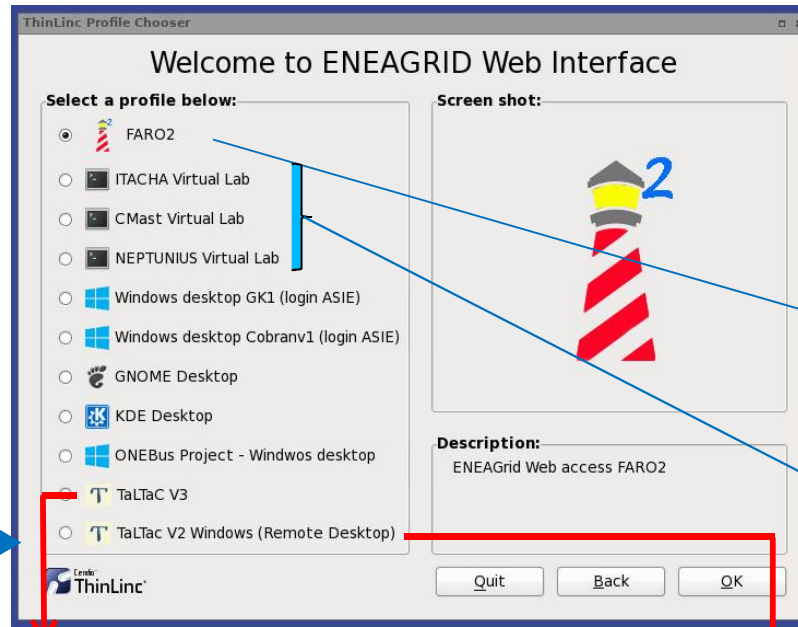 ThinLinc Profile Chooser
Welcome to ENEAGRID Web Interface
Select a profile below:
FARO2
ITACHA Virtual Lab
CMast Virtual Lab
NEPTUNIUS Virtual Lab
Windows desktop GK1 (login ASIE)
Windows desktop Cobranv1 (login ASIE)
GNOME Desktop
KDE Desktop
ONEBus Project - Windwos desktop
TaLTaC V3
TaLTac V2 Windows (Remote Desktop)
Screen shot:
2
Description:
ENEAGrid Web access FARO2
Cendio
ThinLinc
Quit
Back
OK